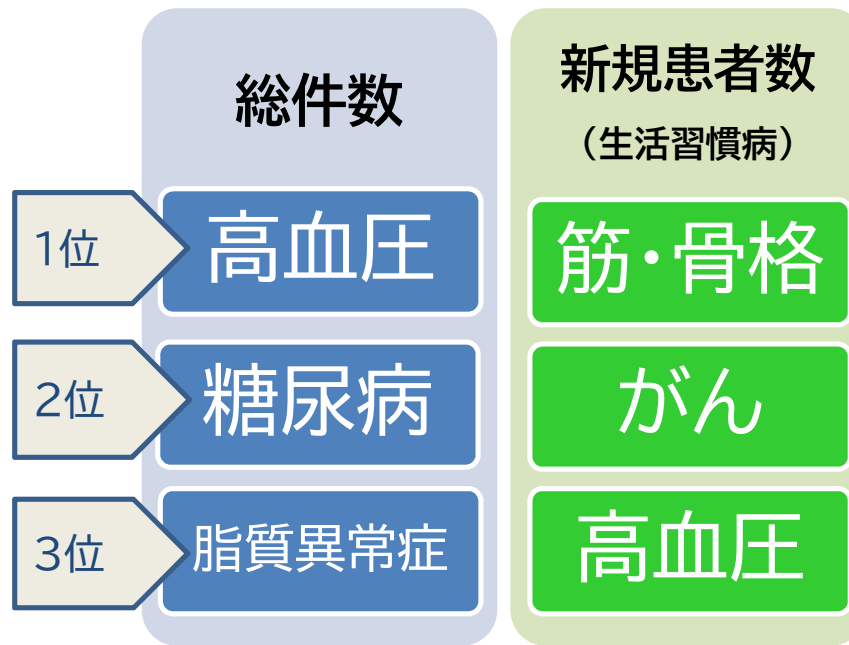 総件数
新規患者数
（生活習慣病）
1位
高血圧
筋・骨格
2位
糖尿病
がん
3位
脂質異常症
高血圧